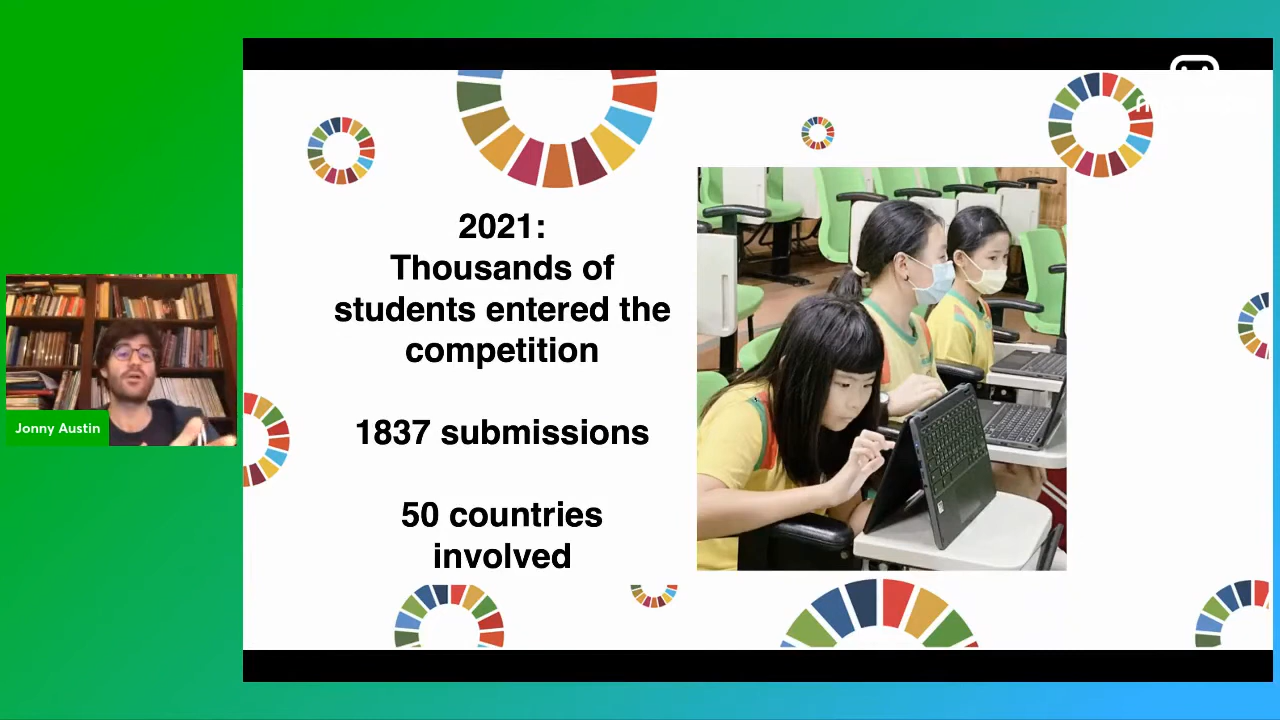 2021:
Thousands of
students entered the
competition
1837 submissions
50 countries
involved
Jonny Austin